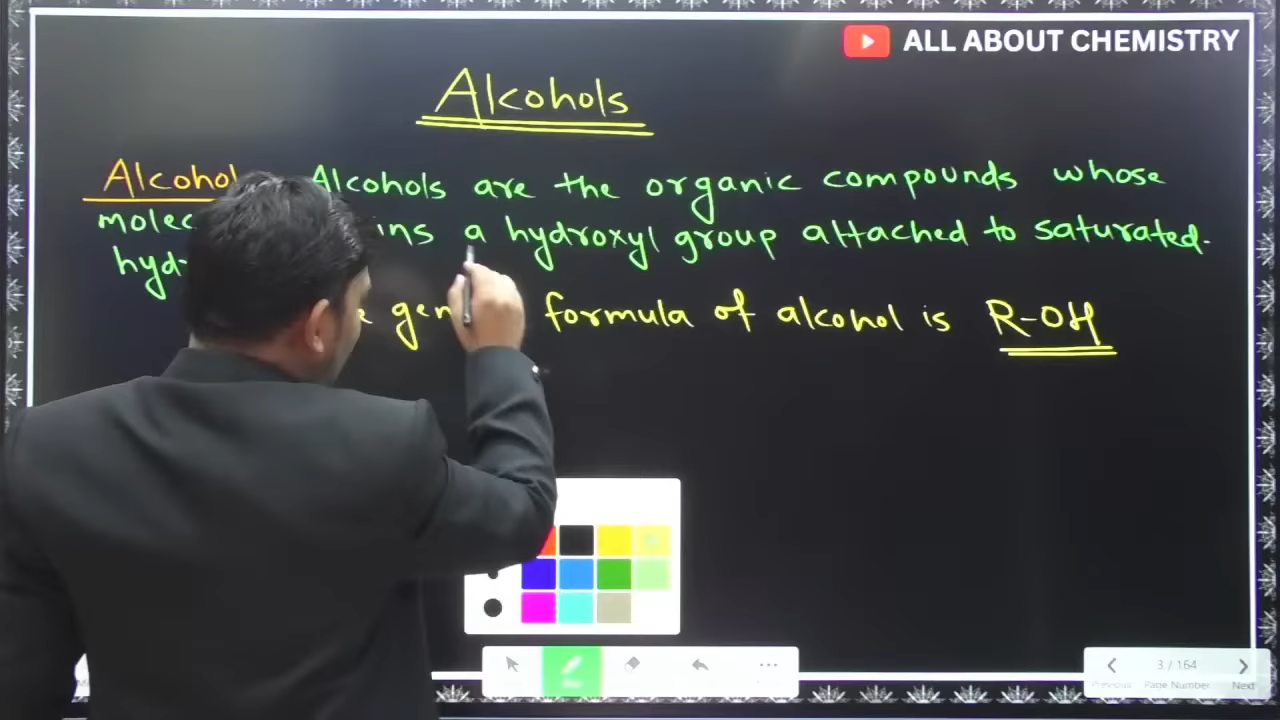 ALL ABOUT CHEMISTRY
Alcohols
Alcohol Alcohols are the organic compounds whose
molec ins a hydroxyl group attached to saturated.
hyd
gen formula of alcohol is R-OH
3 / 164
Previous Page Number Next